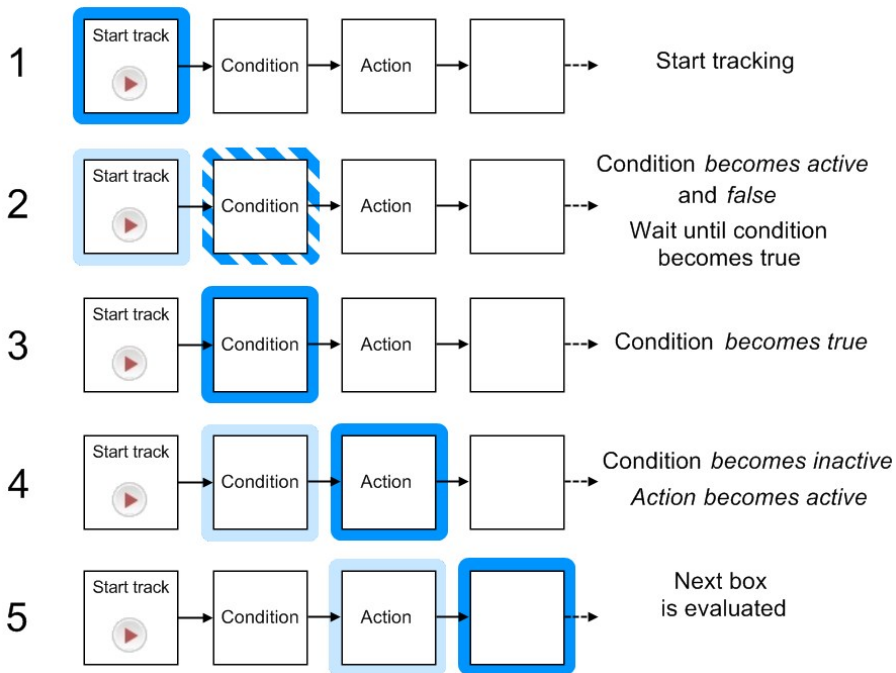 1
Start track
Condition
Action
Start tracking
2
Start track
Condition
Action
Condition becomes active
and false
Wait until condition
becomes true
3
Start track
Condition
Action
Condition becomes true
4
Start track
Condition
Action
Condition becomes inactive
Action becomes active
5
Start track
Condition
Action
Next box
is evaluated